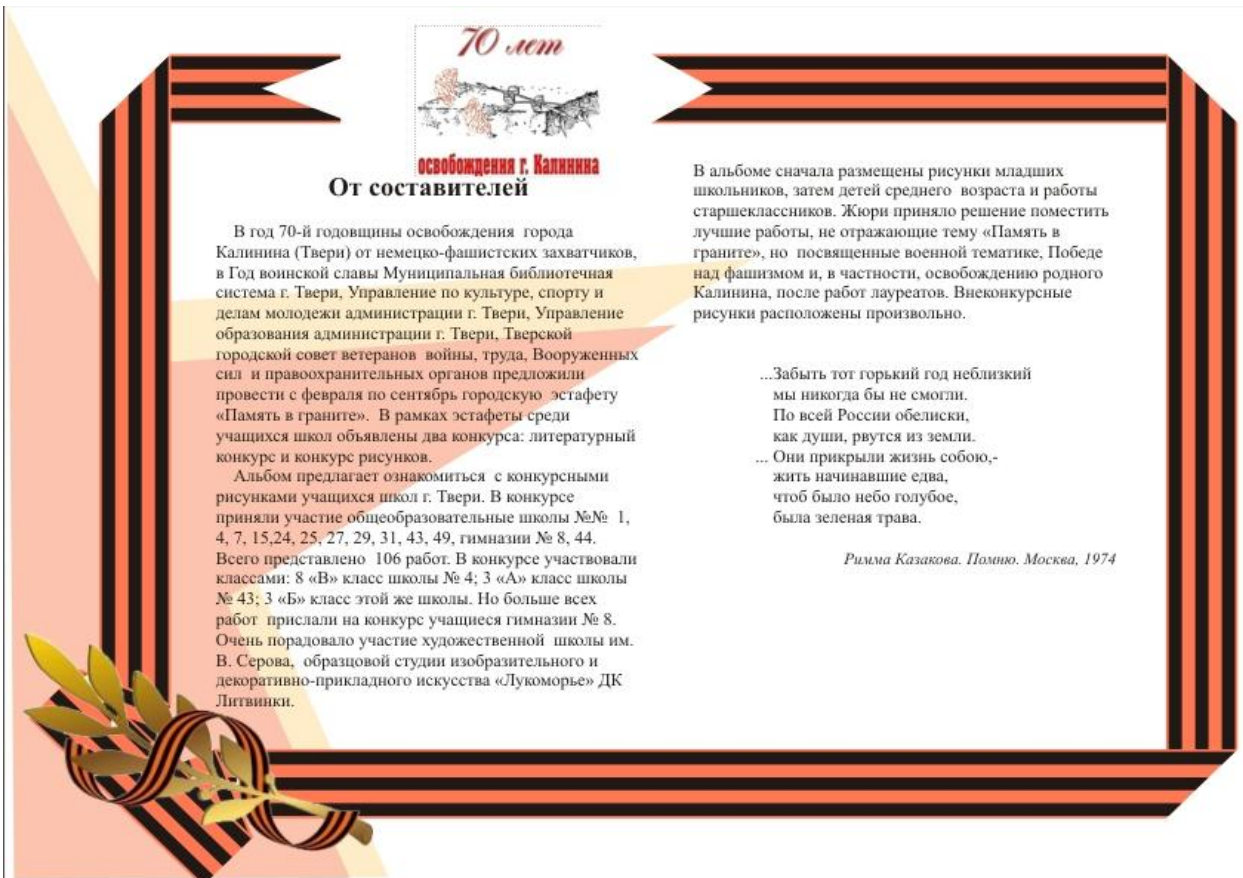 70 лет
освобождения г. Калинина
От составителей
В год 70-й годовщины освобождения города
Калинина (Твери) от немецко-фашистских захватчиков,
в Год воинской славы Муниципальная библиотечная
система г. Твери, Управление по культуре, спорту и
делам молодежи администрации г. Твери, Управление
образования администрации г. Твери, Тверской
городской совет ветеранов войны, труда, Вооруженных
сил и правоохранительных органов предложили
провести с февраля по сентябрь городскую эстафету
«Память в граните». В рамках эстафеты среди
учащихся школ объявлены два конкурса: литературный
конкурс и конкурс рисунков.
Альбом предлагает ознакомиться с конкурсными
рисунками учащихся школ г. Твери. В конкурсе
приняли участие общеобразовательные школы №№ 1,
4, 7, 15,24, 25, 27, 29, 31, 43, 49, гимназии № 8, 44.
Всего представлено 106 работ. В конкурсе участвовали
классами: 8 «В» класс школы № 4; 3 «А» класс школы
№ 43; 3 «Б» класс этой же школы. Но больше всех
работ прислали на конкурс учащиеся гимназии № 8.
Очень порадовало участие художественной школы им.
В. Серова, образцовой студии изобразительного и
декоративно-прикладного искусства «Лукоморье» ДК
Литвинки.
В альбоме сначала размещены рисунки младших
школьников, затем детей среднего возраста и работы
старшеклассников. Жюри приняло решение поместить
лучшие работы, не отражающие тему «Память в
граните», но посвященные военной тематике, Победе
над фашизмом и, в частности, освобождению родного
Калинина, после работ лауреатов. Внеконкурсные
рисунки расположены произвольно.
...Забыть тот горький год неблизкий
мы никогда бы не смогли.
По всей России обелиски,
как души, рвутся из земли.
... Они прикрыли жизнь собою,-
жить начинавшие едва,
чтоб было небо голубое,
была зеленая трава.
Римма Казакова. Помню. Москва, 1974